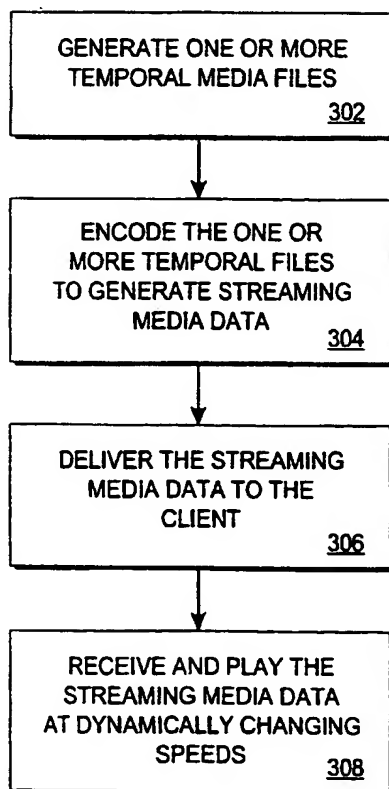 GENERATE ONE OR MORE
TEMPORAL MEDIA FILES
302
ENCODE THE ONE OR
MORE TEMPORAL FILES
TO GENERATE STREAMING
MEDIA DATA
304
DELIVER THE STREAMING
MEDIA DATA TO THE
CLIENT
306
RECEIVE AND PLAY THE
STREAMING MEDIA DATA
AT DYNAMICALLY CHANGING
SPEEDS
308